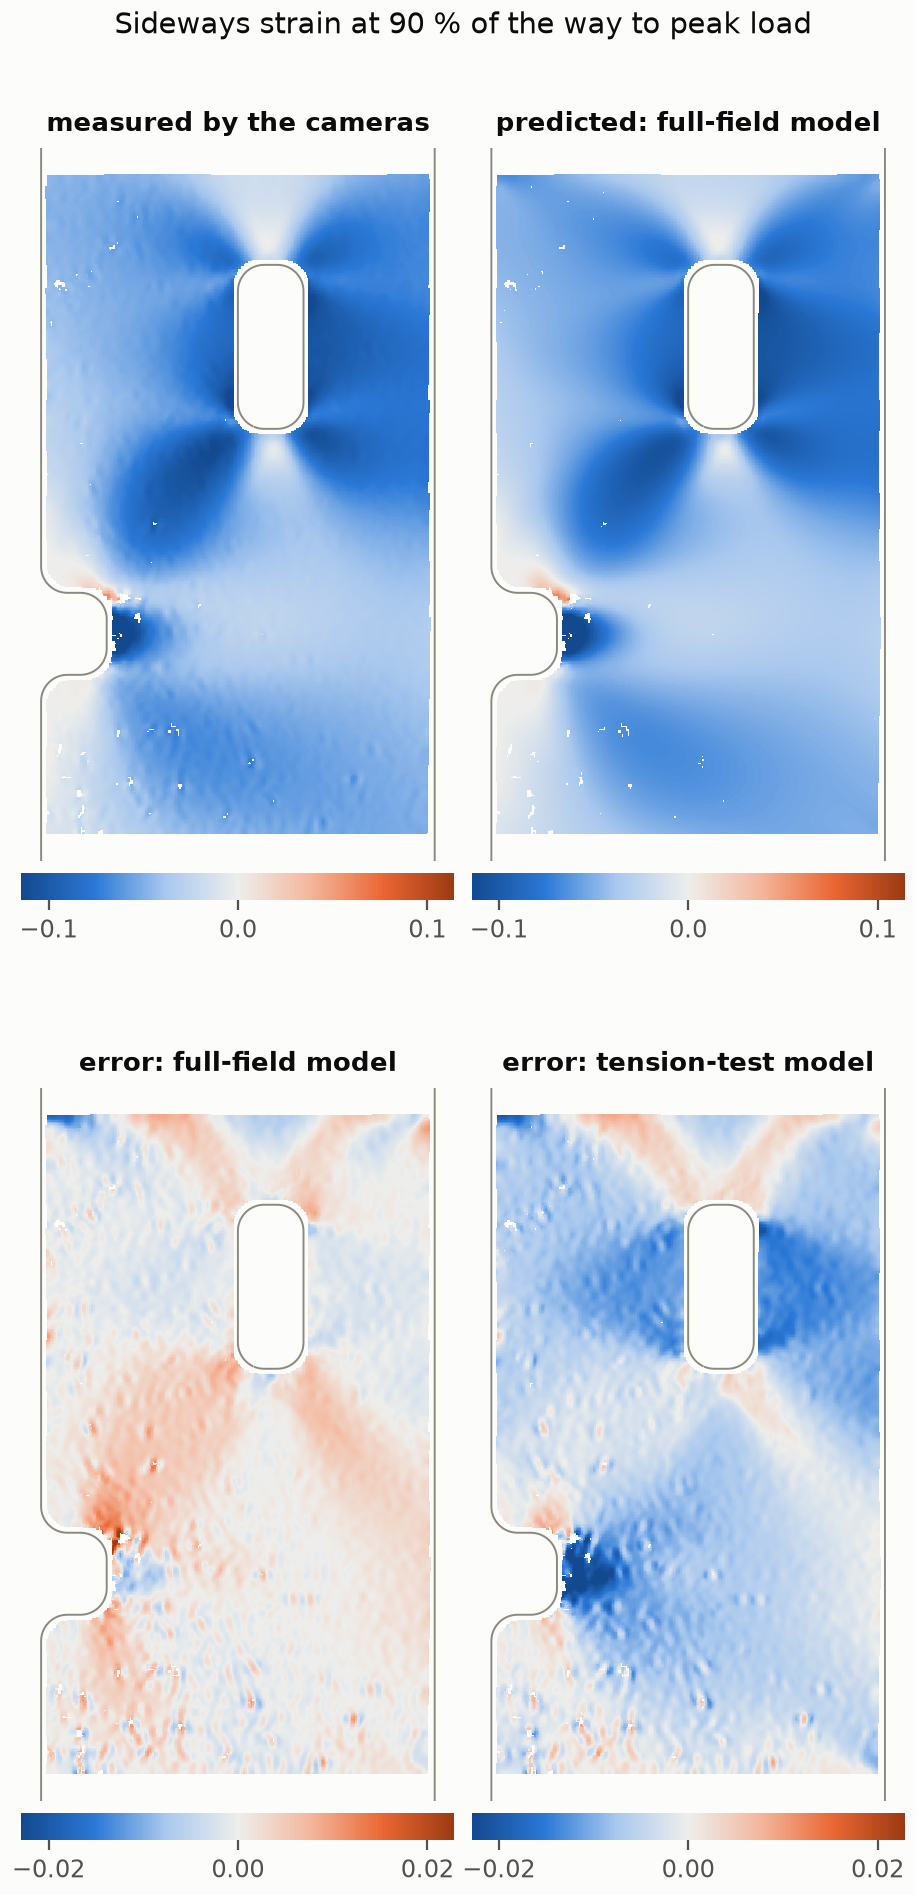 Sideways strain at 90 % of the way to peak load
measured by the cameras
predicted: full-field model
−0.1 0.0 0.1
−0.1 0.0 0.1
error: full-field model
error: tension-test model
−0.02 0.00 0.02
−0.02 0.00 0.02